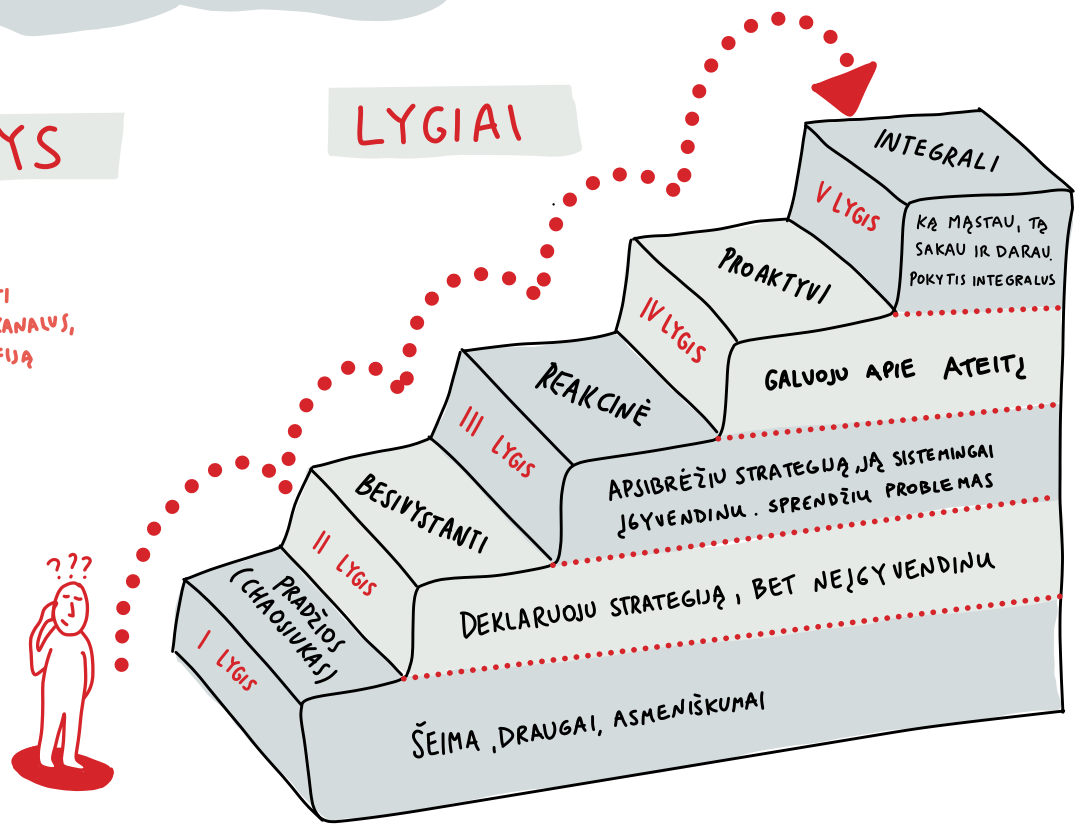 YS
LYGIAI
TI
KANALUS,
???
INTEGRALI
V LYGIS
KĄ MĄSTAU, TĄ
SAKAU IR DARAU.
POKYTIS INTEGRALUS
PROAKTYVI
IV LYGIS
GALVOJU APIE ATEITĮ
REAKCINĖ
III LYGIS
APSIBRĖŽIU STRATEGIJĄ, JĄ SISTEMINGAI
ĮGYVENDINU. SPRENDŽIU PROBLEMAS
BESIVYSTANTI
II LYGIS
DEKLARUOJU STRATEGIJĄ, BET NEĮGYVENDINU
PRADŽIOS
(CHAOSIUKAS)
I LYGIS
ŠEIMA, DRAUGAI, ASMENIŠKUMAI